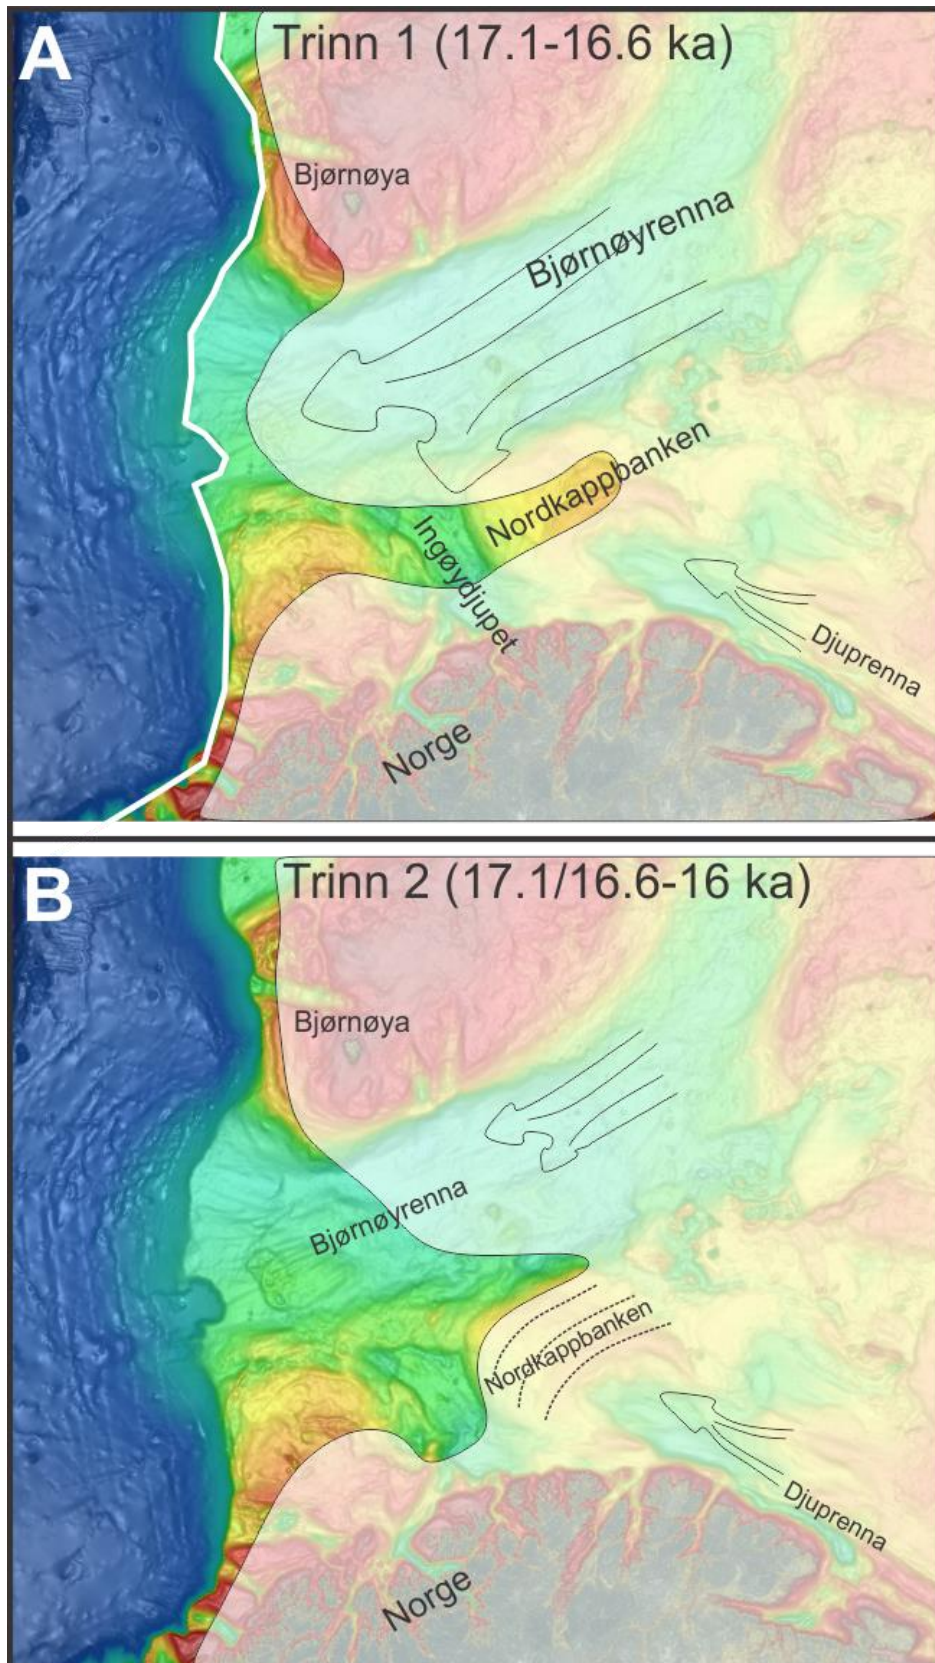 A
Trinn 1 (17.1-16.6 ka)
Bjørnøya
Bjørnøyrenna
Nordkappbanken
Ingøydjupet
Djuprenna
Norge
B
Trinn 2 (17.1/16.6-16 ka)
Bjørnøya
Bjørnøyrenna
Nordkappbanken
Djuprenna
Norge